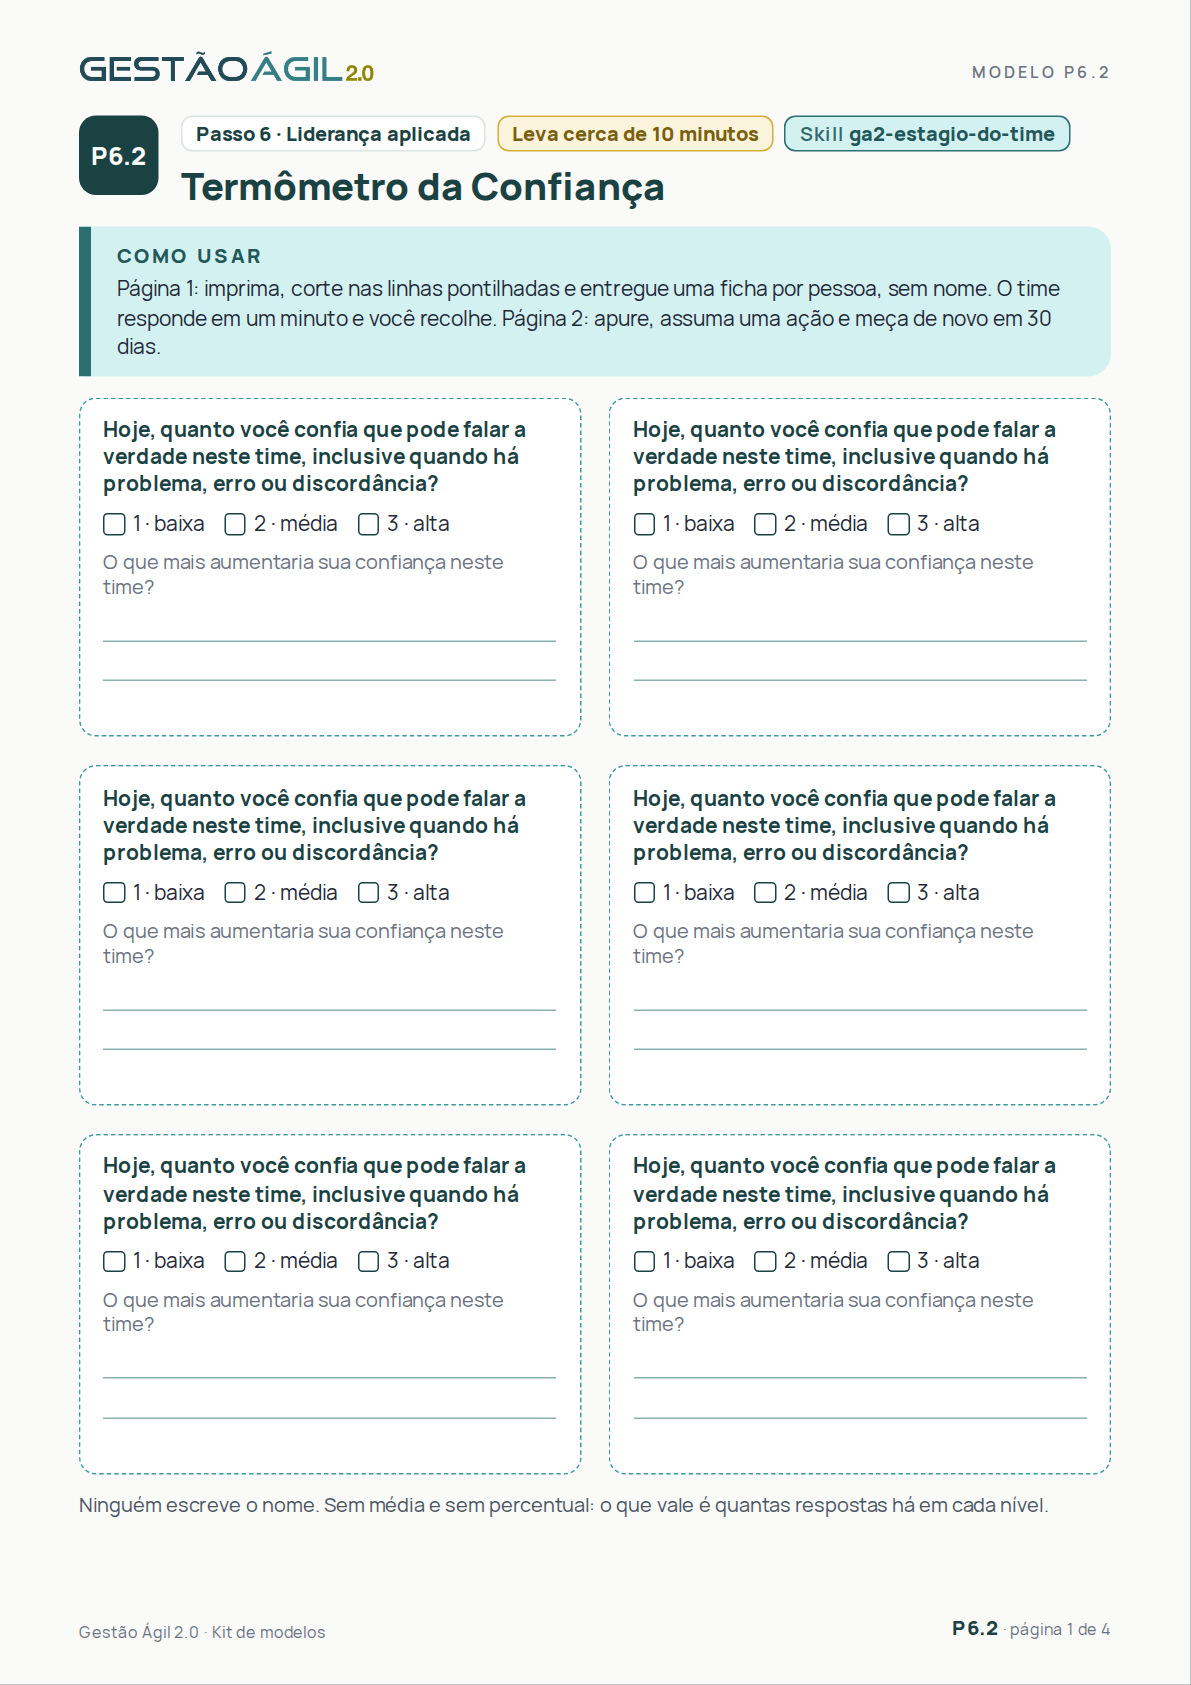 GESTÃOÁGIL2.0
MODELO P6.2
P6.2
Passo 6 · Liderança aplicada
Leva cerca de 10 minutos
Skill ga2-estagio-do-time
Termômetro da Confiança
COMO USAR
Página 1: imprima, corte nas linhas pontilhadas e entregue uma ficha por pessoa, sem nome. O time
responde em um minuto e você recolhe. Página 2: apure, assuma uma ação e meça de novo em 30
dias.
Hoje, quanto você confia que pode falar a
verdade neste time, inclusive quando há
problema, erro ou discordância?
1 · baixa 2 · média 3 · alta
O que mais aumentaria sua confiança neste
time?
Hoje, quanto você confia que pode falar a
verdade neste time, inclusive quando há
problema, erro ou discordância?
1 · baixa 2 · média 3 · alta
O que mais aumentaria sua confiança neste
time?
Hoje, quanto você confia que pode falar a
verdade neste time, inclusive quando há
problema, erro ou discordância?
1 · baixa 2 · média 3 · alta
O que mais aumentaria sua confiança neste
time?
Hoje, quanto você confia que pode falar a
verdade neste time, inclusive quando há
problema, erro ou discordância?
1 · baixa 2 · média 3 · alta
O que mais aumentaria sua confiança neste
time?
Hoje, quanto você confia que pode falar a
verdade neste time, inclusive quando há
problema, erro ou discordância?
1 · baixa 2 · média 3 · alta
O que mais aumentaria sua confiança neste
time?
Hoje, quanto você confia que pode falar a
verdade neste time, inclusive quando há
problema, erro ou discordância?
1 · baixa 2 · média 3 · alta
O que mais aumentaria sua confiança neste
time?
Ninguém escreve o nome. Sem média e sem percentual: o que vale é quantas respostas há em cada nível.
Gestão Ágil 2.0 · Kit de modelos
P6.2 · página 1 de 4